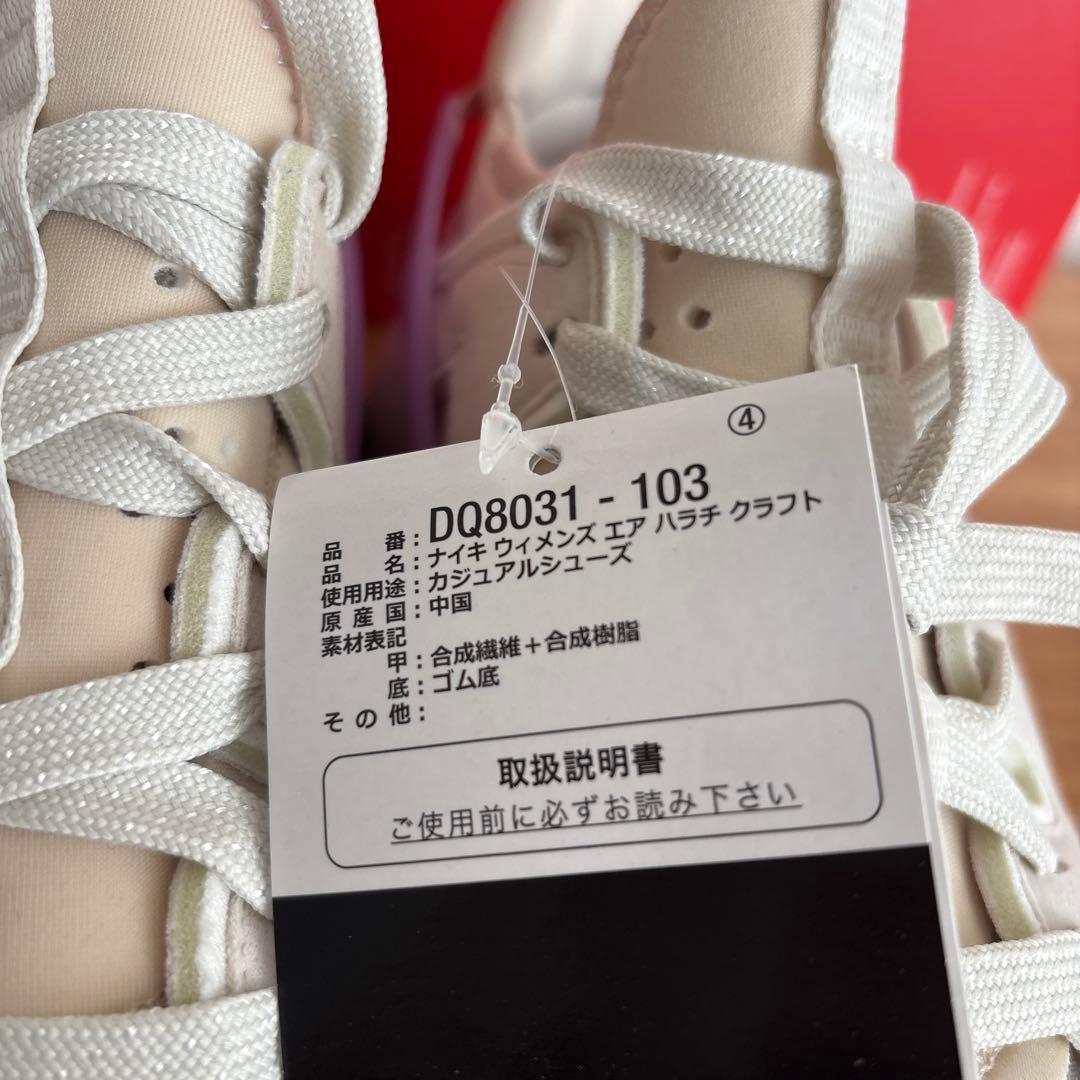 ④
品 番：DQ8031 - 103
品 名：ナイキ ウィメンズ エア ハラチ クラフト
使用用途：カジュアルシューズ
原 産 国：中国
素材表記
甲：合成繊維＋合成樹脂
底：ゴム底
そ の 他：
取扱説明書
ご使用前に必ずお読み下さい